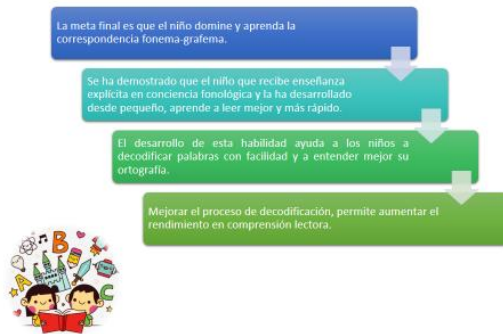 La meta final es que el niño domine y aprenda la
correspondencia fonema-grafema.
Se ha demostrado que el niño que recibe enseñanza
explícita en conciencia fonológica y la ha desarrollado
desde pequeño, aprende a leer mejor y más rápido.
El desarrollo de esta habilidad ayuda a los niños a
decodificar palabras con facilidad y a entender mejor su
ortografía.
Mejorar el proceso de decodificación, permite aumentar el
rendimiento en comprensión lectora.
B
A
C